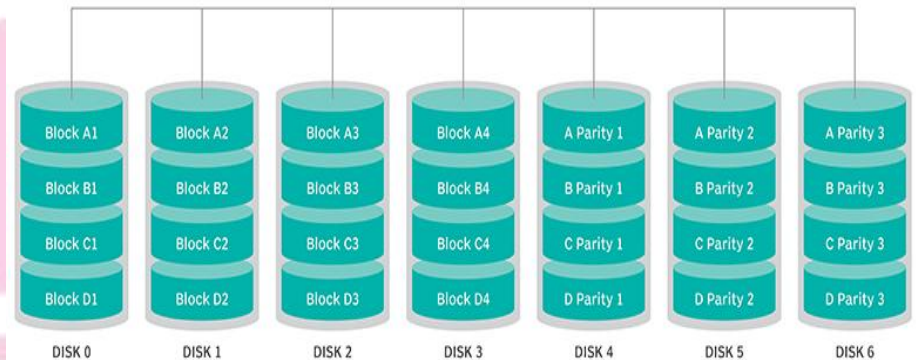 Block A1 Block A2 Block A3 Block A4 A Parity 1 A Parity 2 A Parity 3
Block B1 Block B2 Block B3 Block B4 B Parity 1 B Parity 2 B Parity 3
Block C1 Block C2 Block C3 Block C4 C Parity 1 C Parity 2 C Parity 3
Block D1 Block D2 Block D3 Block D4 D Parity 1 D Parity 2 D Parity 3
DISK 0 DISK 1 DISK 2 DISK 3 DISK 4 DISK 5 DISK 6